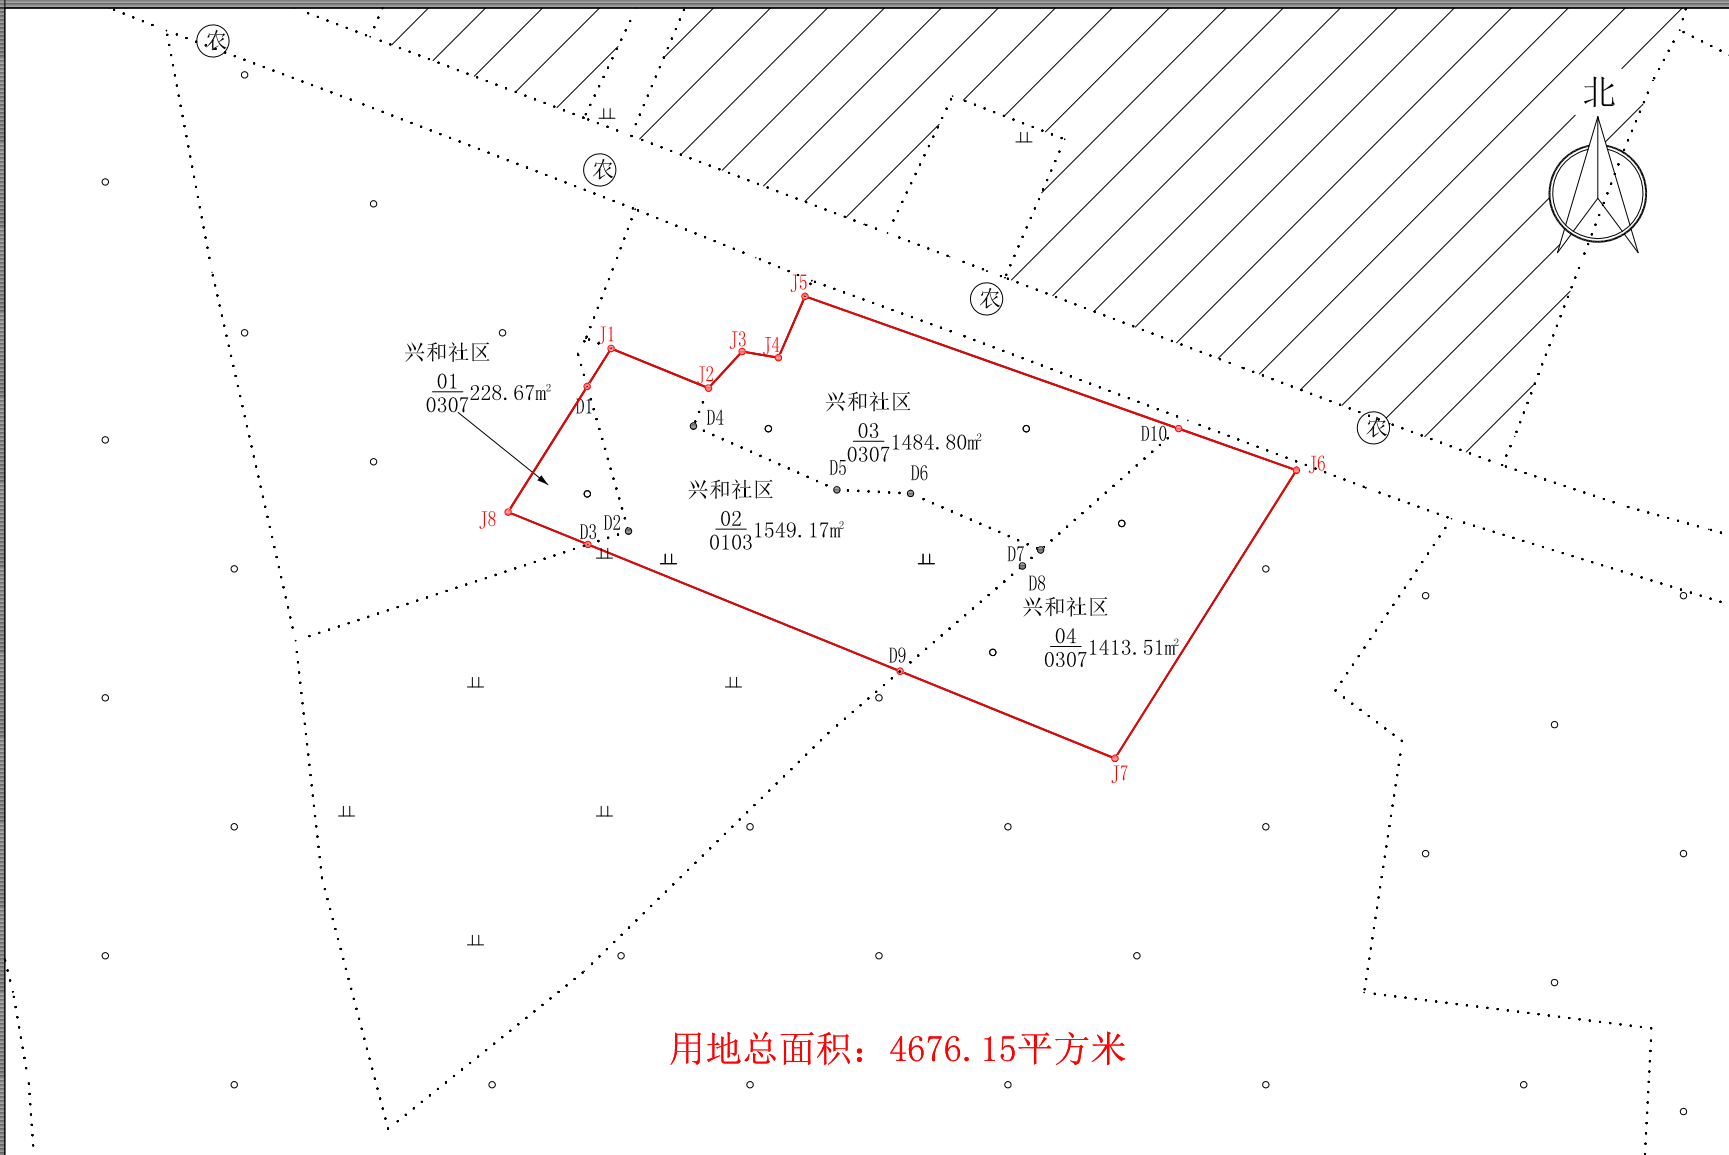 农
北
农
J5
农
J1
J3
J4
兴和社区
J2
01
0307
228.67m²
D1
兴和社区
D4
03
0307
1484.80m²
D10
农
J6
D5
D6
兴和社区
J8
D2
02
0103
1549.17m²
D3
D7
D8
兴和社区
04
0307
1413.51m²
D9
J7
用地总面积：4676.15平方米